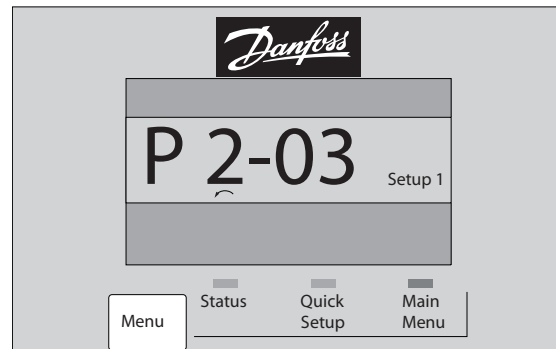 Danfoss
P 2-03
Setup 1
Status
Quick
Setup
Main
Menu
Menu